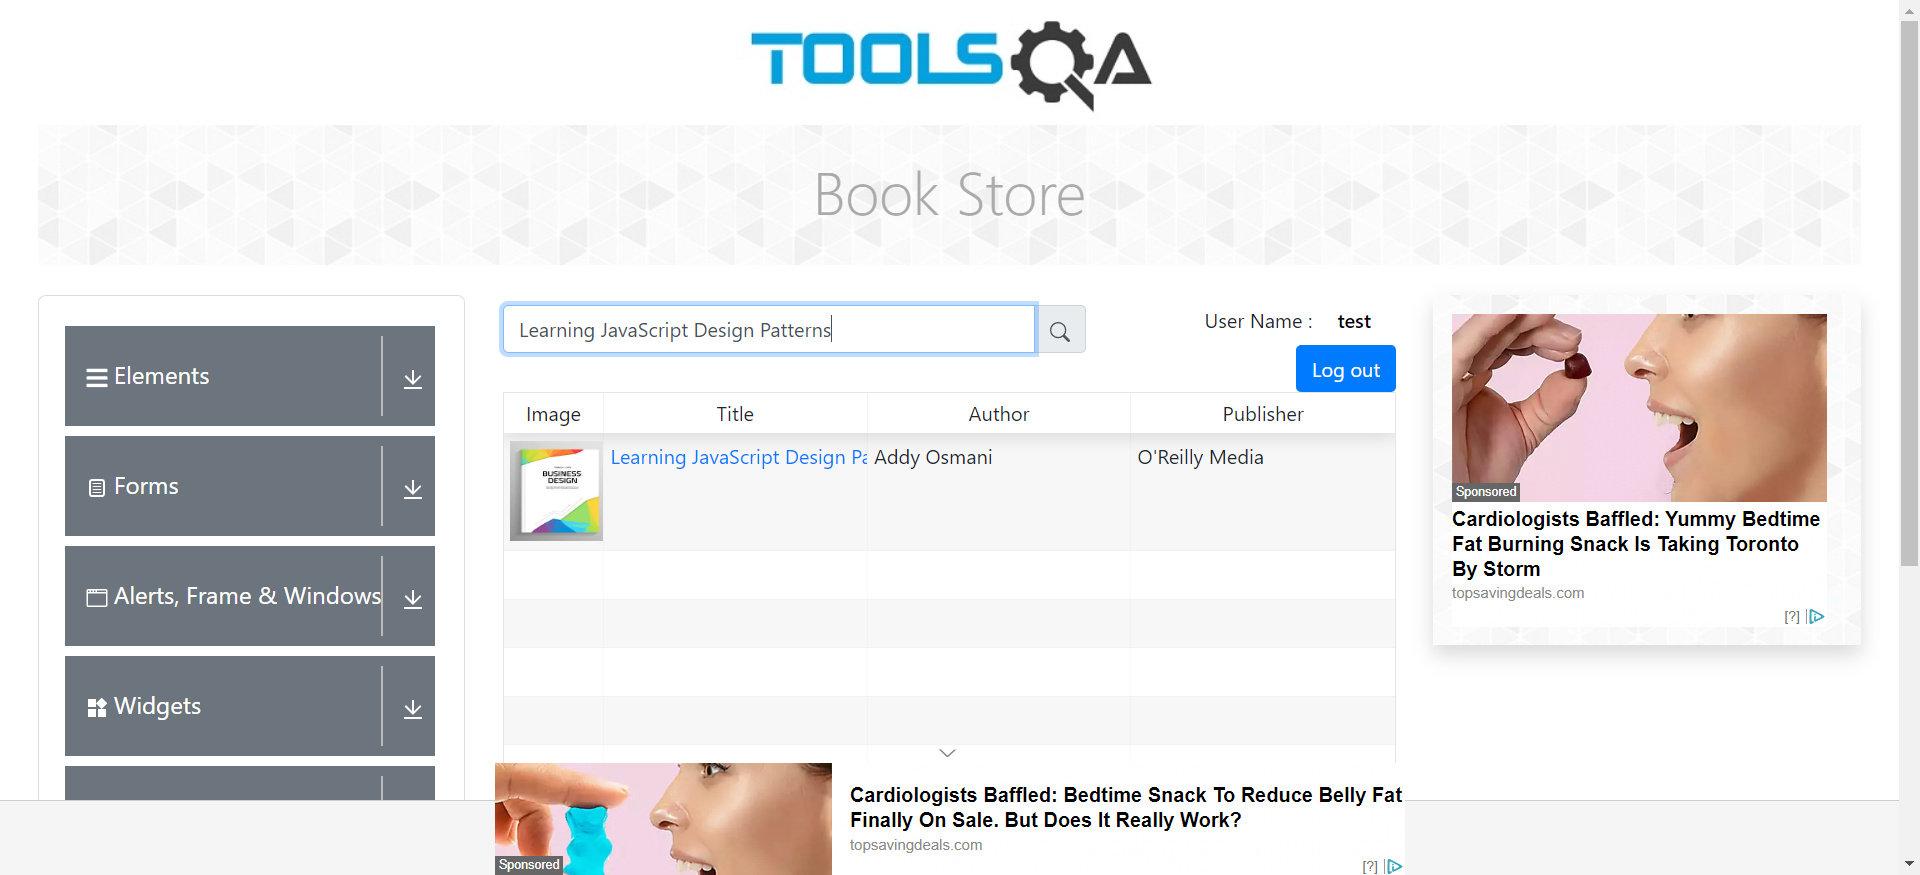 TOOLSQA
Book Store
Elements
Forms
Alerts, Frame & Windows
Widgets
Learning JavaScript Design Patterns
User Name :
test
Log out
Image
Title
Author
Publisher
BUSINESS
DESIGN
Learning JavaScript Design Pa
Addy Osmani
O'Reilly Media
Sponsored
Cardiologists Baffled: Yummy Bedtime
Fat Burning Snack Is Taking Toronto
By Storm
topsavingdeals.com
[?]
Sponsored
Cardiologists Baffled: Bedtime Snack To Reduce Belly Fat
Finally On Sale. But Does It Really Work?
topsavingdeals.com
[?]